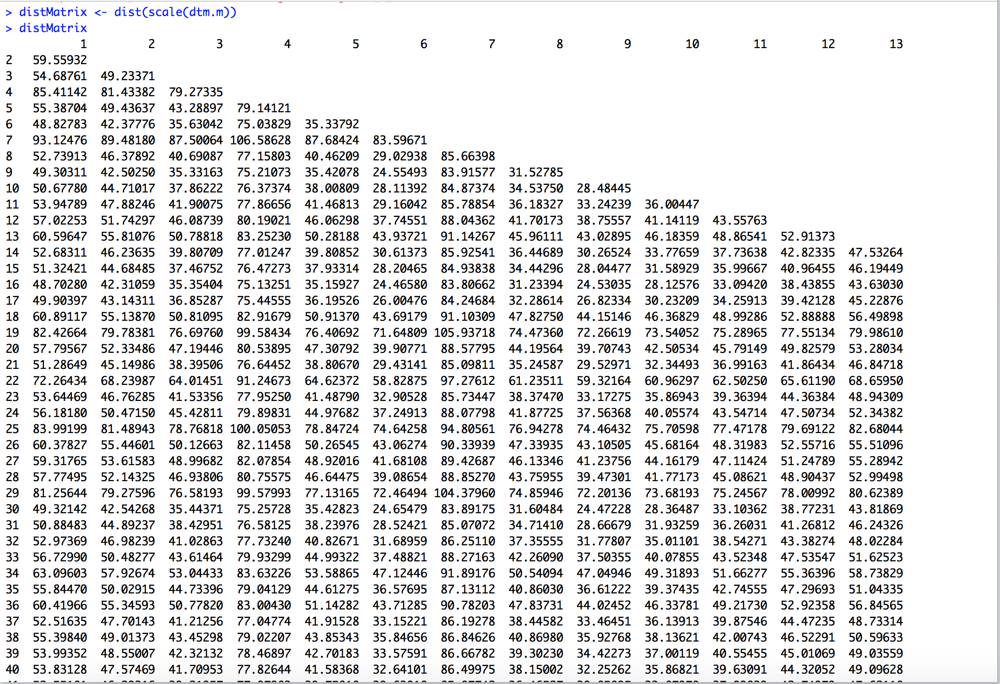 > distMatrix <- dist(scale(dtm.m))
> distMatrix
1 2 3 4 5 6 7 8 9 10 11 12 13
2 59.55932
3 54.68761 49.23371
4 85.41142 81.43382 79.27335
5 55.38704 49.43637 43.28897 79.14121
6 48.82783 42.37776 35.63042 75.03829 35.33792
7 93.12476 89.48180 87.50064 106.58628 87.68424 83.59671
8 52.73913 46.37892 40.69087 77.15803 40.46209 29.02938 85.66398
9 49.30311 42.50250 35.33163 75.21073 35.42078 24.55493 83.91577 31.52785
10 50.67780 44.71017 37.86222 76.37374 38.00809 28.11392 84.87374 34.53750 28.48445
11 53.94789 47.88246 41.90075 77.86656 41.46813 29.16042 85.78854 36.18327 33.24239 36.00447
12 57.02253 51.74297 46.08739 80.19021 46.06298 37.74551 88.04362 41.70173 38.75557 41.14119 43.55763
13 60.59647 55.81076 50.78818 83.25230 50.28188 43.93721 91.14267 45.96111 43.02895 46.18359 48.86541 52.91373
14 52.68311 46.23635 39.80709 77.01247 39.80852 30.61373 85.92541 36.44689 30.26524 33.77659 37.73638 42.82335 47.53264
15 51.32421 44.68485 37.46752 76.47273 37.93314 28.20465 84.93838 34.44296 28.04477 31.58929 35.99667 40.96455 46.19449
16 48.70280 42.31059 35.35404 75.13251 35.15927 24.46580 83.80662 31.23394 24.53035 28.12576 33.09420 38.43855 43.63030
17 49.90397 43.14311 36.85287 75.44555 36.19526 26.00476 84.24684 32.28614 26.82334 30.23209 34.25913 39.42128 45.22876
18 60.89117 55.13870 50.81095 82.91679 50.91370 43.69179 91.10309 47.82750 44.15146 46.36829 48.99286 52.88888 56.49898
19 82.42664 79.78381 76.69760 99.58434 76.40692 71.64809 105.93718 74.47360 72.26619 73.54052 75.28965 77.55134 79.98610
20 57.79567 52.33486 47.19446 80.53895 47.30792 39.90771 88.57795 44.19564 39.70743 42.50534 45.79149 49.82579 53.28034
21 51.28649 45.14986 38.39506 76.64452 38.80670 29.43141 85.09811 35.24587 29.52971 32.34493 36.99163 41.86434 46.84718
22 72.26434 68.23987 64.01451 91.24673 64.62372 58.82875 97.27612 61.23511 59.32164 60.96297 62.50250 65.61190 68.65950
23 53.64469 46.76285 41.53356 77.95250 41.48790 32.90528 85.73447 38.37470 33.17275 35.86943 39.36394 44.36384 48.94309
24 56.18180 50.47150 45.42811 79.89831 44.97682 37.24913 88.07798 41.87725 37.56368 40.05574 43.54714 47.50734 52.34382
25 83.99199 81.48943 78.76818 100.05053 78.84724 74.64258 94.80561 76.94278 74.46432 75.70598 77.47178 79.69122 82.68044
26 60.37827 55.44601 50.12663 82.11458 50.26545 43.06274 90.33939 47.33935 43.10505 45.68164 48.31983 52.55716 55.51096
27 59.31765 53.61583 48.99682 82.07854 48.92016 41.68108 89.42687 46.13346 41.23756 44.16179 47.11424 51.24789 55.28942
28 57.77495 52.14325 46.93806 80.75575 46.64475 39.08654 88.85270 43.75955 39.47301 41.77173 45.08621 48.90437 52.99498
29 81.25644 79.27596 76.58193 99.57993 77.13165 72.46494 104.37960 74.85946 72.20136 73.68193 75.24567 78.00992 80.62389
30 49.32142 42.54268 35.44371 75.25728 35.42823 24.65479 83.89175 31.60484 24.47228 28.36487 33.10362 38.77231 43.81869
31 50.88483 44.89237 38.42951 76.58125 38.23976 28.52421 85.07072 34.71410 28.66679 31.93259 36.26031 41.26812 46.24326
32 52.97369 46.98239 41.02863 77.73240 40.82671 31.68959 86.25110 37.35555 31.77807 35.01101 38.54271 43.38274 48.02284
33 56.72990 50.48277 43.61464 79.93299 44.99322 37.48821 88.27163 42.26090 37.50355 40.07855 43.52348 47.53547 51.62523
34 63.09603 57.92674 53.04433 83.63226 53.58865 47.12446 91.89176 50.54094 47.04946 49.31893 51.66277 55.36396 58.73829
35 55.84470 50.02915 44.73396 79.04129 44.61275 36.57695 87.13112 40.86030 36.61222 39.37435 42.74555 47.29693 51.04335
36 60.41966 55.34593 50.77820 83.00430 51.14282 43.71285 90.78203 47.83731 44.02452 46.33781 49.21730 52.92358 56.84565
37 52.51635 47.70143 41.21256 77.04774 41.91528 33.15221 86.19278 38.44582 33.46451 36.13913 39.87546 44.47235 48.73314
38 55.39840 49.01373 43.45298 79.02207 43.85343 35.84656 86.84626 40.86980 35.92768 38.13621 42.00743 46.52291 50.59633
39 53.99352 48.55007 42.32132 78.46897 42.70183 33.57591 86.66782 39.30230 34.42273 37.00119 40.55455 45.01069 49.03559
40 53.83128 47.57469 41.70953 77.82644 41.58368 32.64101 86.49975 38.15002 32.25262 35.86821 39.63091 44.32052 49.09628